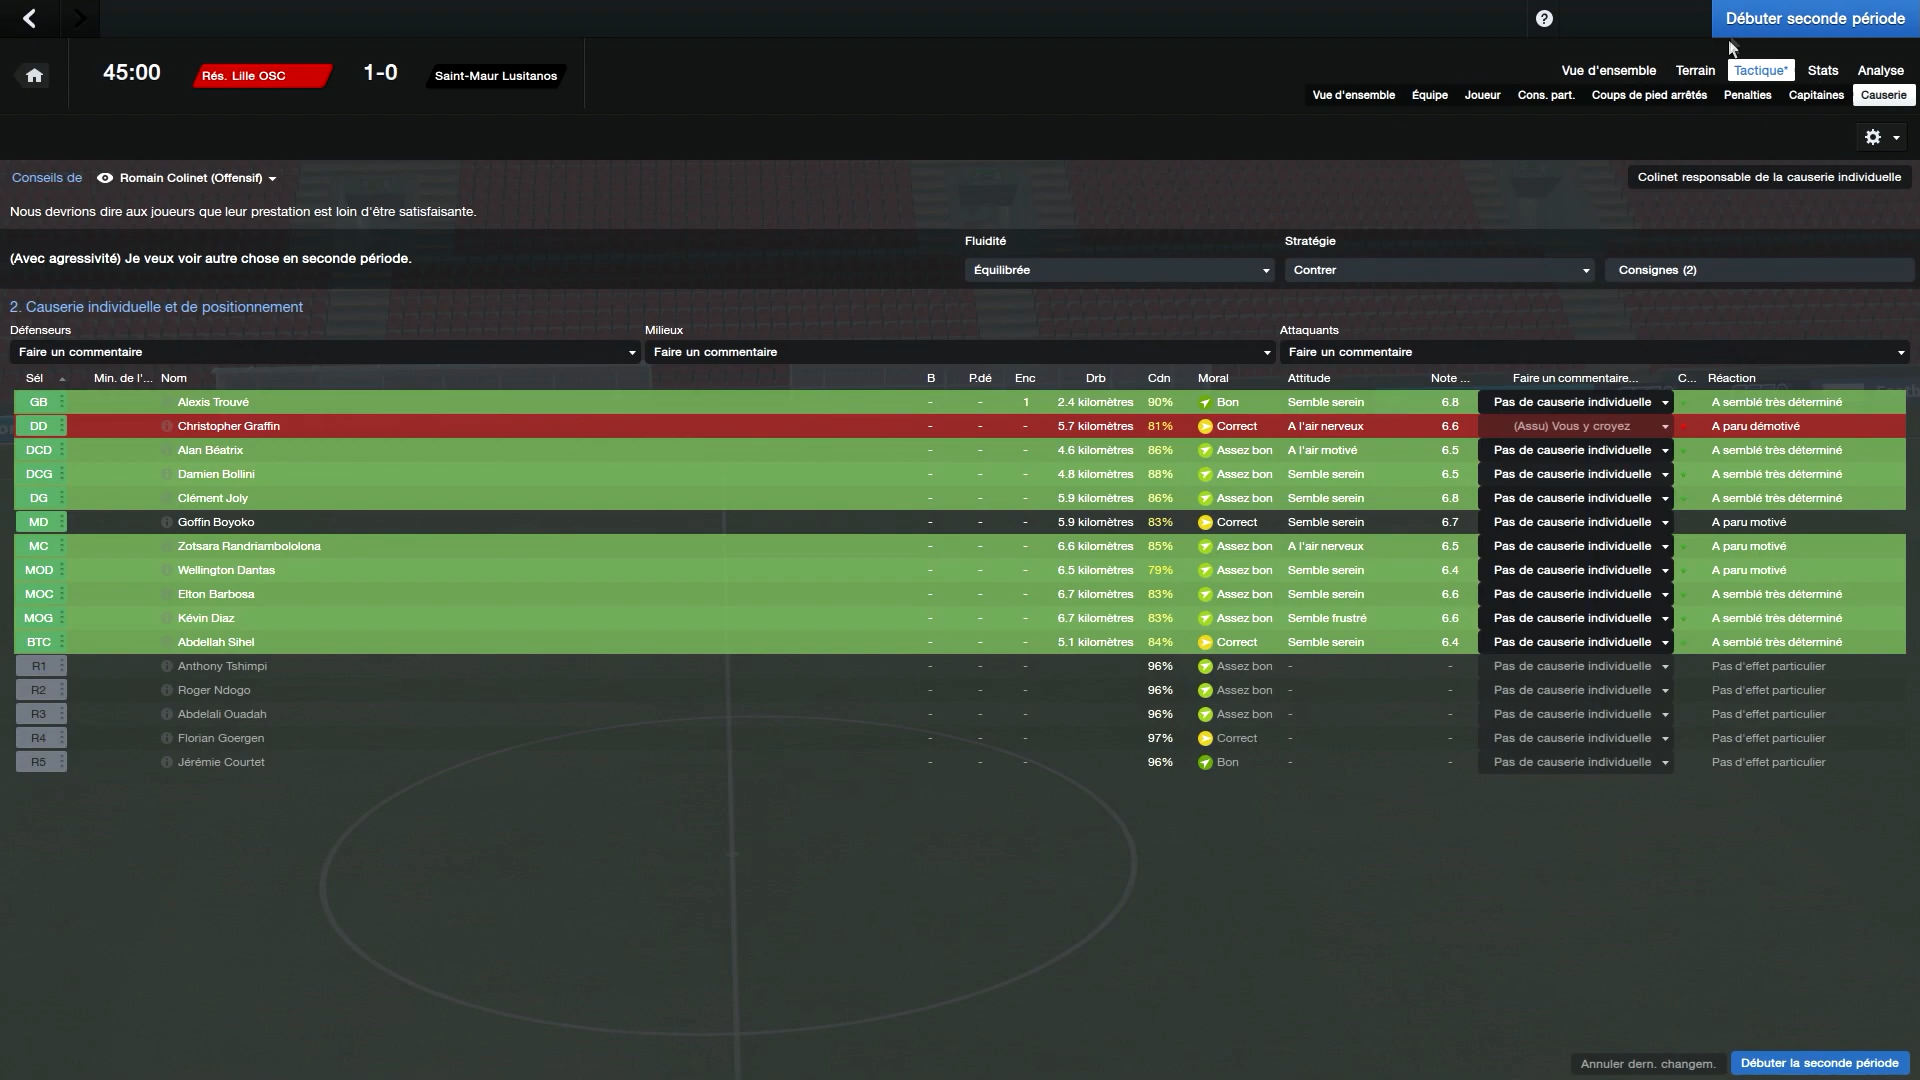 Débuter seconde période
45:00 Rés. Lille OSC 1-0 Saint-Maur Lusitanos
Vue d'ensemble Terrain Tactique* Stats Analyse
Vue d'ensemble Équipe Joueur Cons. part. Coups de pied arrêtés Penalties Capitaines Causerie
Conseils de Romain Colinet (Offensif) Colinet responsable de la causerie individuelle
Nous devrions dire aux joueurs que leur prestation est loin d'être satisfaisante.
Fluidité Stratégie
(Avec agressivité) Je veux voir autre chose en seconde période.
Équilibrée Contrer Consignes (2)
2. Causerie individuelle et de positionnement
Défenseurs Milieux Attaquants
Faire un commentaire Faire un commentaire Faire un commentaire
Sél Min. de l'... Nom B P.dé Enc Drb Cdn Moral Attitude Note ... Faire un commentaire... C... Réaction
GB Alexis Trouvé - - 1 2.4 kilomètres 90% Bon Semble serein 6.8 Pas de causerie individuelle A semblé très déterminé
DD Christopher Graffin - - - 5.7 kilomètres 81% Correct A l'air nerveux 6.6 (Assu) Vous y croyez A paru démotivé
DCD Alan Béatrix - - - 4.6 kilomètres 86% Assez bon A l'air motivé 6.5 Pas de causerie individuelle A semblé très déterminé
DCG Damien Bollini - - - 4.8 kilomètres 88% Assez bon Semble serein 6.5 Pas de causerie individuelle A semblé très déterminé
DG Clément Joly - - - 5.9 kilomètres 86% Assez bon Semble serein 6.8 Pas de causerie individuelle A semblé très déterminé
MD Goffin Boyoko - - - 5.9 kilomètres 83% Correct Semble serein 6.7 Pas de causerie individuelle A paru motivé
MC Zotsara Randriambololona - - - 6.6 kilomètres 85% Assez bon A l'air nerveux 6.5 Pas de causerie individuelle A paru motivé
MOD Wellington Dantas - - - 6.5 kilomètres 79% Assez bon Semble serein 6.4 Pas de causerie individuelle A paru motivé
MOC Elton Barbosa - - - 6.7 kilomètres 83% Assez bon Semble serein 6.6 Pas de causerie individuelle A semblé très déterminé
MOG Kévin Diaz - - - 6.7 kilomètres 83% Assez bon Semble frustré 6.6 Pas de causerie individuelle A semblé très déterminé
BTC Abdellah Sihel - - - 5.1 kilomètres 84% Correct Semble serein 6.4 Pas de causerie individuelle A semblé très déterminé
R1 Anthony Tshimpi - - - 96% Assez bon - - Pas de causerie individuelle Pas d'effet particulier
R2 Roger Ndogo - - - 96% Assez bon - - Pas de causerie individuelle Pas d'effet particulier
R3 Abdelali Ouadah - - - 96% Assez bon - - Pas de causerie individuelle Pas d'effet particulier
R4 Florian Goergen - - - 97% Correct - - Pas de causerie individuelle Pas d'effet particulier
R5 Jérémie Courtet - - - 96% Bon - - Pas de causerie individuelle Pas d'effet particulier
Annuler dern. changem. Débuter la seconde période